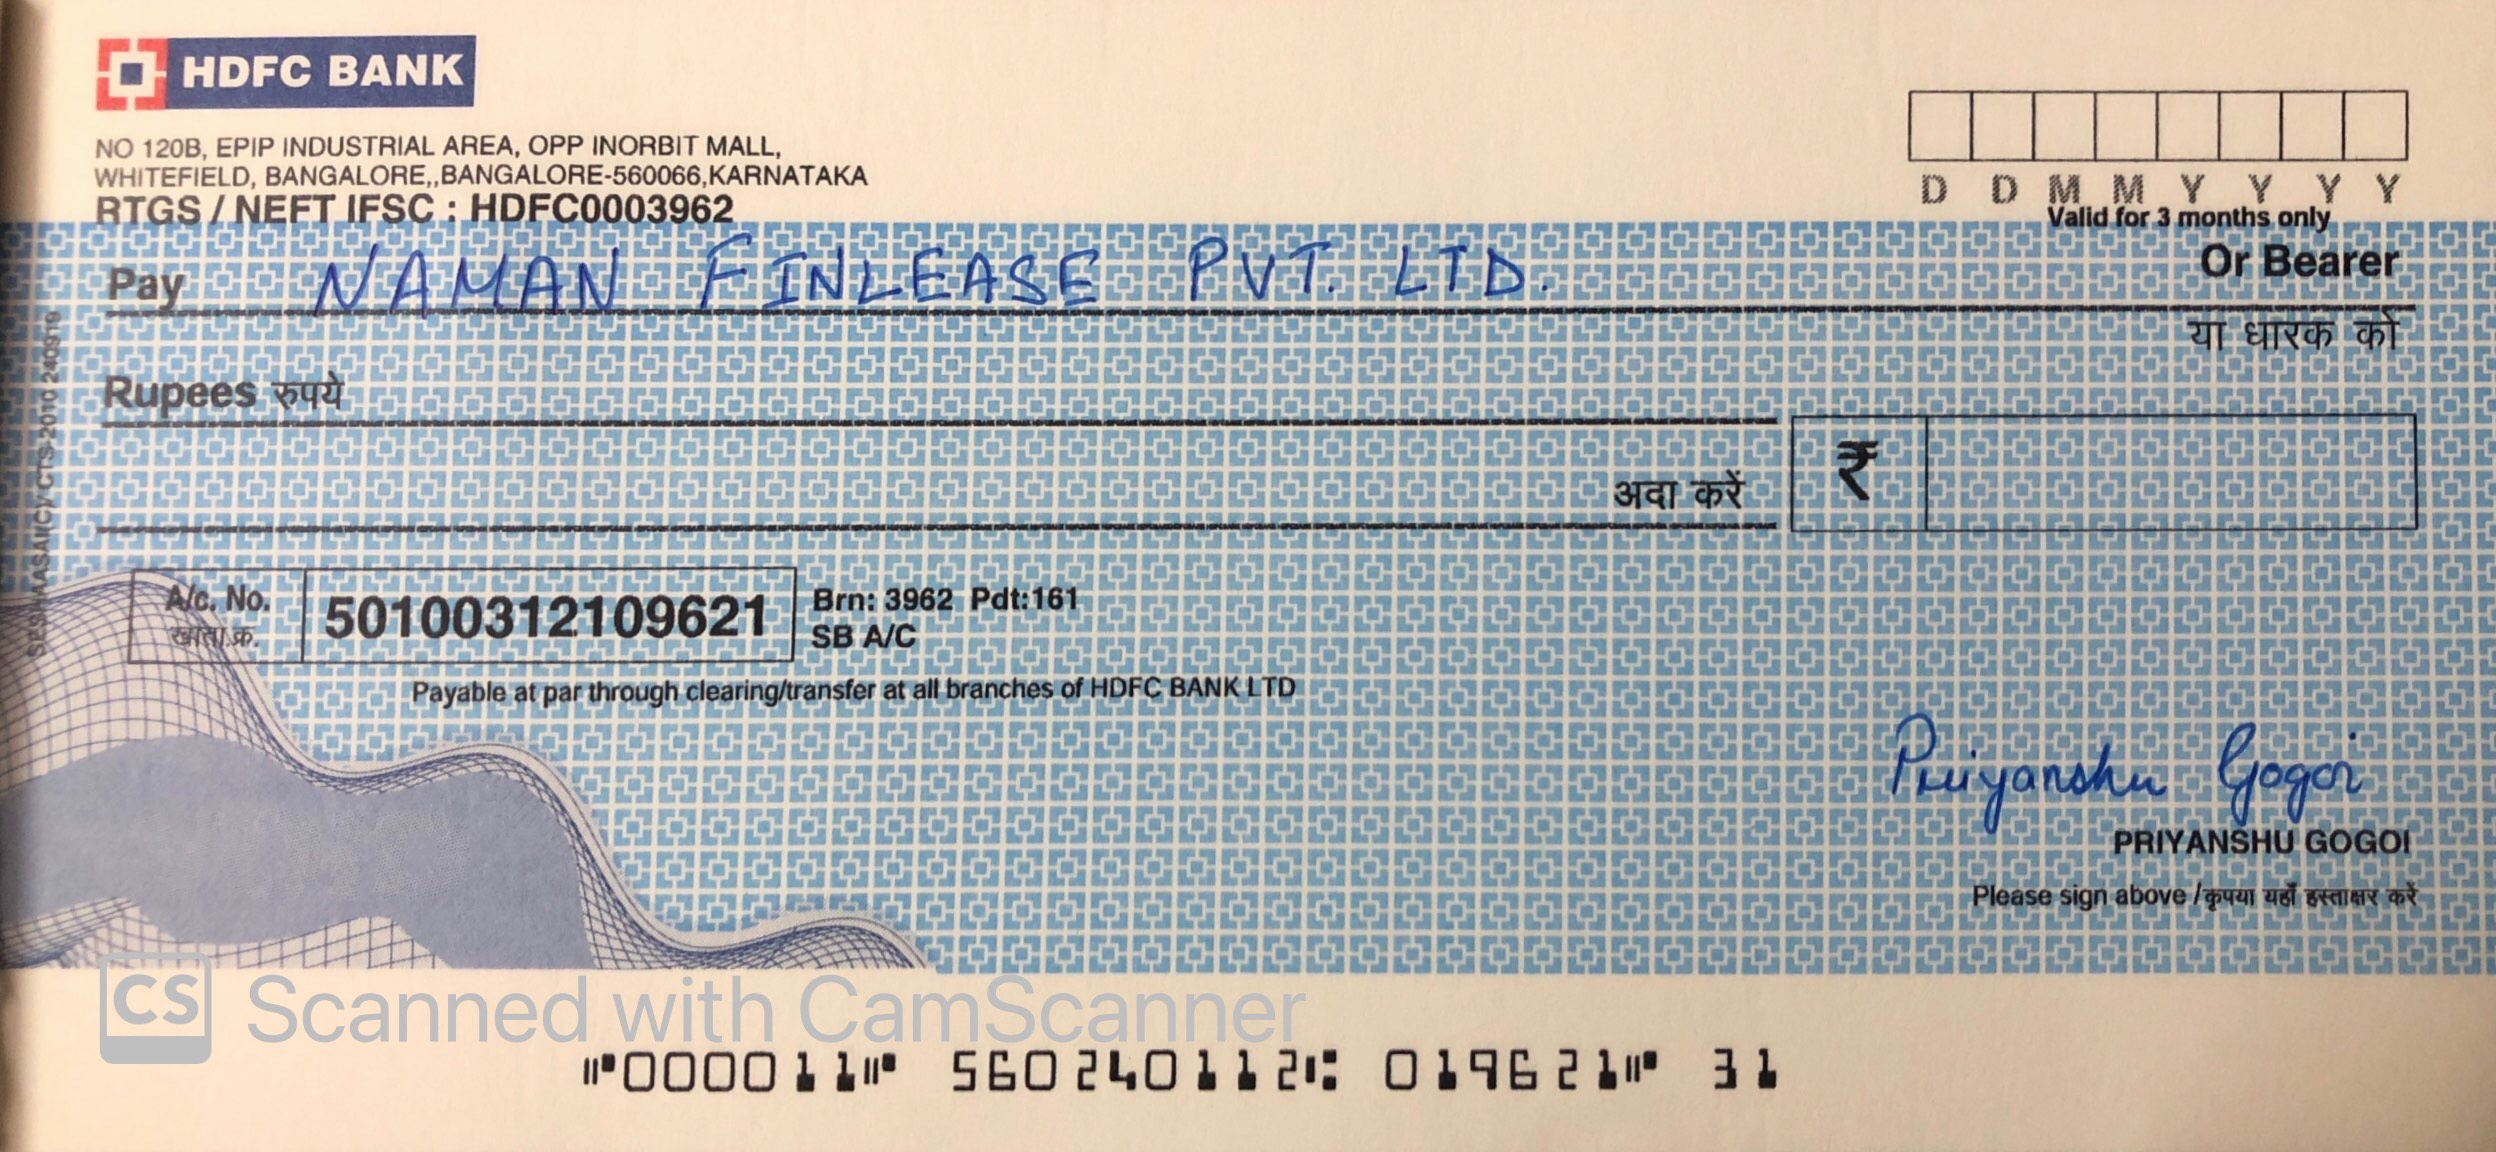 HDFC BANK
NO 120B, EPIP INDUSTRIAL AREA, OPP INORBIT MALL,
WHITEFIELD, BANGALORE,,BANGALORE-560066,KARNATAKA
RTGS / NEFT IFSC : HDFC0003962
D D M M Y Y Y Y
Valid for 3 months only
Pay NAMAN FINLEASE PVT. LTD. Or Bearer
या धारक को
Rupees रुपये
अदा करें ₹
A/c. No. 50100312109621 Brn: 3962 Pdt:161
खाता क्र. SB A/C
Payable at par through clearing/transfer at all branches of HDFC BANK LTD
Priyanshu Gogoi
PRIYANSHU GOGOI
Please sign above / कृपया यहाँ हस्ताक्षर करें
SESHAASAI(C)/ CTS-2010 240919
CS Scanned with CamScanner
⑈000011⑈ 560240112⑆ 019621⑈ 31